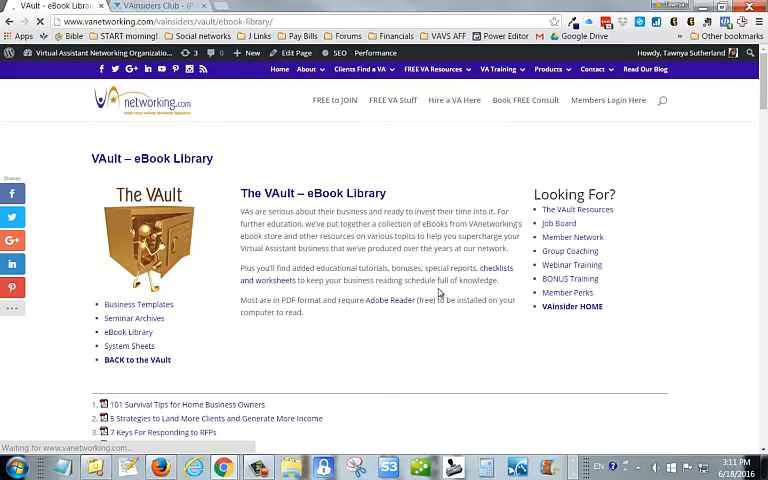 VAult – eBook Library
VAinsiders Club - (P
Tawnya
www.vanetworking.com/vainsiders/vault/ebook-library/
Apps Bible START morning! Social networks J Links Pay Bills Forums Financials VAVS AFF Power Editor Google Drive Other bookmarks
Virtual Assistant Networking Organizatio... 3 New Edit Page SEO Performance Howdy, Tawnya Sutherland
Home About Clients Find a VA FREE VA Resources VA Training Products Contact Read Our Blog
VAnetworking.com
FREE to JOIN FREE VA Stuff Hire a VA Here Book FREE Consult Members Login Here
VAult – eBook Library
Shares
The VAult
Business Templates
Seminar Archives
eBook Library
System Sheets
BACK to the VAult
The VAult – eBook Library
VAs are serious about their business and ready to invest their time into it. For
further education, we've put together a collection of eBooks from VAnetworking's
ebook store and other resources on various topics to help you supercharge your
Virtual Assistant business that we've produced over the years at our network.
Plus you'll find added educational tutorials, bonuses, special reports, checklists
and worksheets to keep your business reading schedule full of knowledge.
Most are in PDF format and require Adobe Reader (free) to be installed on your
computer to read.
Looking For?
The VAult Resources
Job Board
Member Network
Group Coaching
Webinar Training
BONUS Training
Member Perks
VAinsider HOME
1. 101 Survival Tips for Home Business Owners
2. 5 Strategies to Land More Clients and Generate More Income
3. 7 Keys For Responding to RFPs
Waiting for www.vanetworking.com...
EN
3:11 PM
6/18/2016